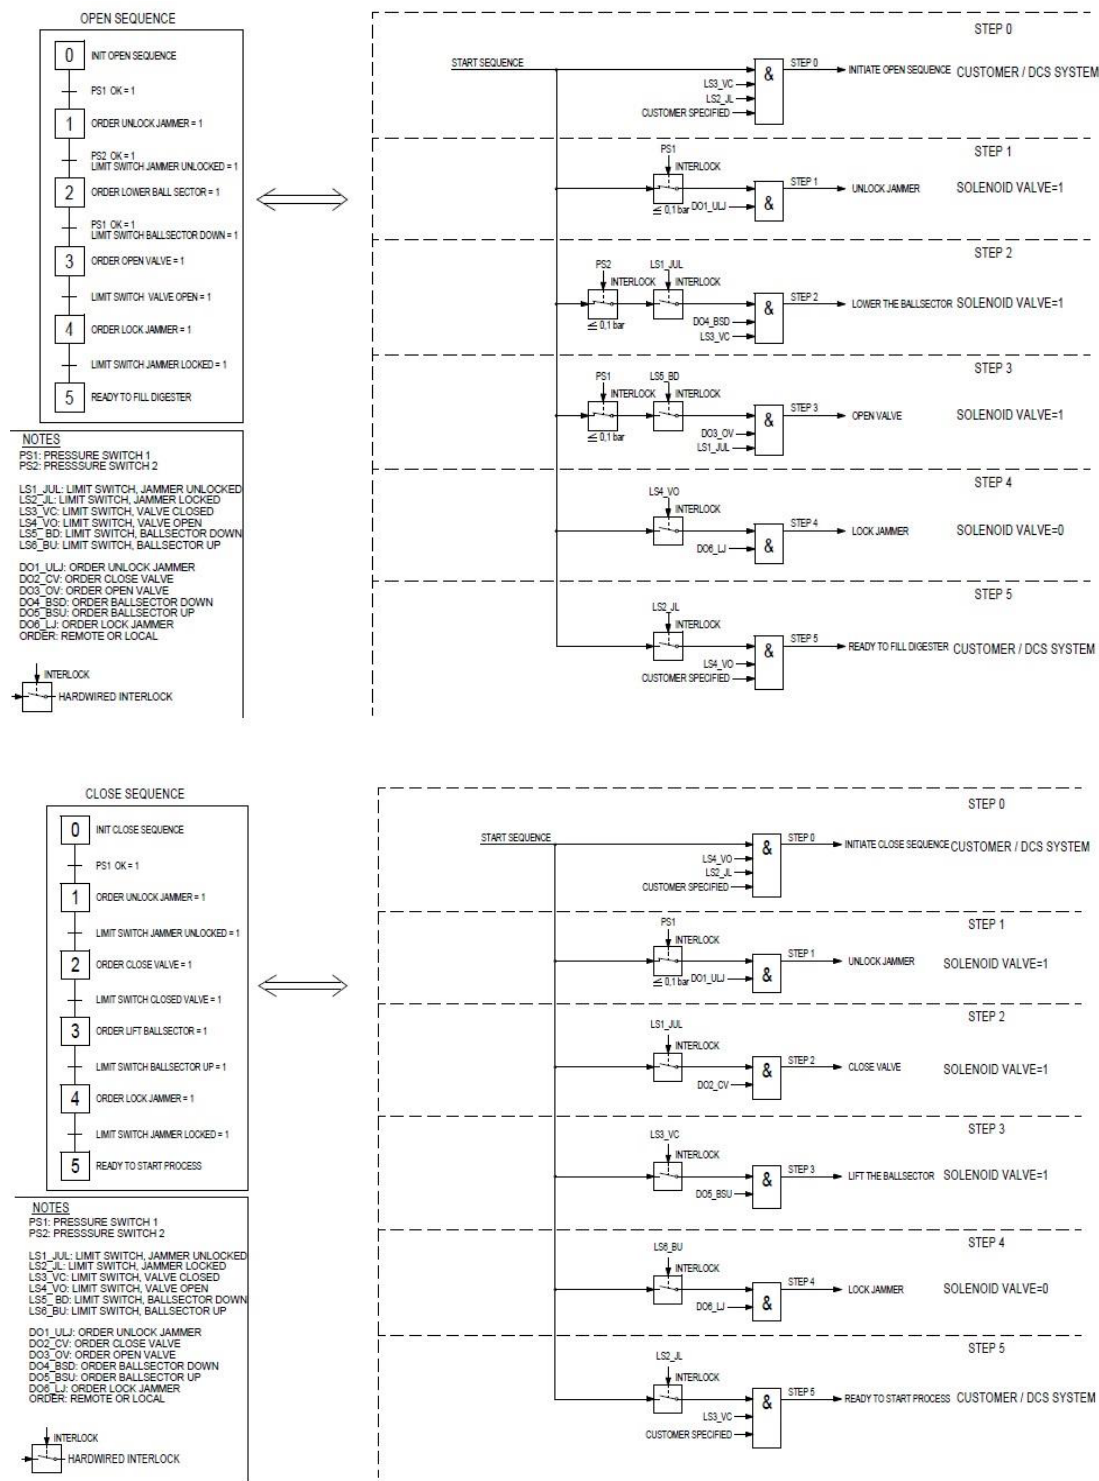 OPEN SEQUENCE
0 INIT OPEN SEQUENCE
PS1 OK = 1
1 ORDER UNLOCK JAMMER = 1
PS2 OK = 1
LIMIT SWITCH JAMMER UNLOCKED = 1
2 ORDER LOWER BALL SECTOR = 1
PS1 OK = 1
LIMIT SWITCH BALLSECTOR DOWN = 1
3 ORDER OPEN VALVE = 1
LIMIT SWITCH VALVE OPEN = 1
4 ORDER LOCK JAMMER = 1
LIMIT SWITCH JAMMER LOCKED = 1
5 READY TO FILL DIGESTER
NOTES
PS1: PRESSURE SWITCH 1
PS2: PRESSSURE SWITCH 2
LS1_JUL: LIMIT SWITCH, JAMMER UNLOCKED
LS2_JL: LIMIT SWITCH, JAMMER LOCKED
LS3_VC: LIMIT SWITCH, VALVE CLOSED
LS4_VO: LIMIT SWITCH, VALVE OPEN
LS5_BD: LIMIT SWITCH, BALLSECTOR DOWN
LS6_BU: LIMIT SWITCH, BALLSECTOR UP
DO1_ULJ: ORDER UNLOCK JAMMER
DO2_CV: ORDER CLOSE VALVE
DO3_OV: ORDER OPEN VALVE
DO4_BSD: ORDER BALLSECTOR DOWN
DO5_BSU: ORDER BALLSECTOR UP
DO6_LJ: ORDER LOCK JAMMER
ORDER: REMOTE OR LOCAL
INTERLOCK
HARDWIRED INTERLOCK
STEP 0
START SEQUENCE
& STEP 0 INITIATE OPEN SEQUENCE CUSTOMER / DCS SYSTEM
LS3_VC
LS2_JL
CUSTOMER SPECIFIED
STEP 1
PS1
INTERLOCK
STEP 1 UNLOCK JAMMER SOLENOID VALVE=1
≤ 0,1 bar DO1_ULJ &
STEP 2
PS2 LS1_JUL
INTERLOCK INTERLOCK
& STEP 2 LOWER THE BALLSECTOR SOLENOID VALVE=1
≤ 0,1 bar DO4_BSD
LS3_VC
STEP 3
PS1 LS5_BD
INTERLOCK INTERLOCK
& STEP 3 OPEN VALVE SOLENOID VALVE=1
≤ 0,1 bar DO3_OV
LS1_JUL
STEP 4
LS4_VO
INTERLOCK
STEP 4 LOCK JAMMER SOLENOID VALVE=0
DO6_LJ &
STEP 5
LS2_JL
INTERLOCK
& STEP 5 READY TO FILL DIGESTER CUSTOMER / DCS SYSTEM
LS4_VO
CUSTOMER SPECIFIED
CLOSE SEQUENCE
0 INIT CLOSE SEQUENCE
PS1 OK = 1
1 ORDER UNLOCK JAMMER = 1
LIMIT SWITCH JAMMER UNLOCKED = 1
2 ORDER CLOSE VALVE = 1
LIMIT SWITCH CLOSED VALVE = 1
3 ORDER LIFT BALLSECTOR = 1
LIMIT SWITCH BALLSECTOR UP = 1
4 ORDER LOCK JAMMER = 1
LIMIT SWITCH JAMMER LOCKED = 1
5 READY TO START PROCESS
NOTES
PS1: PRESSURE SWITCH 1
PS2: PRESSSURE SWITCH 2
LS1_JUL: LIMIT SWITCH, JAMMER UNLOCKED
LS2_JL: LIMIT SWITCH, JAMMER LOCKED
LS3_VC: LIMIT SWITCH, VALVE CLOSED
LS4_VO: LIMIT SWITCH, VALVE OPEN
LS5_BD: LIMIT SWITCH, BALLSECTOR DOWN
LS6_BU: LIMIT SWITCH, BALLSECTOR UP
DO1_ULJ: ORDER UNLOCK JAMMER
DO2_CV: ORDER CLOSE VALVE
DO3_OV: ORDER OPEN VALVE
DO4_BSD: ORDER BALLSECTOR DOWN
DO5_BSU: ORDER BALLSECTOR UP
DO6_LJ: ORDER LOCK JAMMER
ORDER: REMOTE OR LOCAL
INTERLOCK
HARDWIRED INTERLOCK
STEP 0
START SEQUENCE
& STEP 0 INITIATE CLOSE SEQUENCE CUSTOMER / DCS SYSTEM
LS4_VO
LS2_JL
CUSTOMER SPECIFIED
STEP 1
PS1
INTERLOCK
STEP 1 UNLOCK JAMMER SOLENOID VALVE=1
≤ 0,1 bar DO1_ULJ &
STEP 2
LS1_JUL
INTERLOCK
& STEP 2 CLOSE VALVE SOLENOID VALVE=1
DO2_CV
STEP 3
LS3_VC
INTERLOCK
& STEP 3 LIFT THE BALLSECTOR SOLENOID VALVE=1
DO5_BSU
STEP 4
LS6_BU
INTERLOCK
STEP 4 LOCK JAMMER SOLENOID VALVE=0
DO6_LJ &
STEP 5
LS2_JL
INTERLOCK
& STEP 5 READY TO START PROCESS CUSTOMER / DCS SYSTEM
LS3_VC
CUSTOMER SPECIFIED